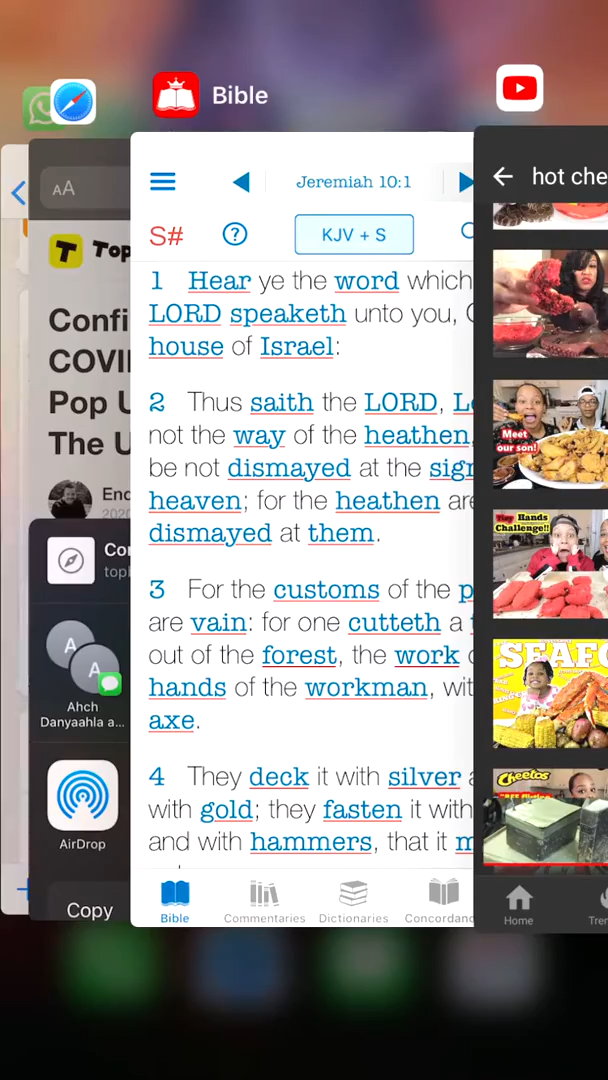 Bible
Jeremiah 10:1
S#
?
KJV + S
1 Hear ye the word which
LORD speaketh unto you,
house of Israel:
2 Thus saith the LORD,
not the way of the heathen,
be not dismayed at the
heaven; for the heathen are
dismayed at them.
3 For the customs of the
are vain: for one cutteth a
out of the forest, the work
hands of the workman,
axe.
4 They deck it with silver
with gold; they fasten it with
and with hammers, that it
Bible
Commentaries
Dictionaries
AA
Confi
COVI
Pop U
The U
Ahch
Danyaahla a...
AirDrop
Copy
hot che
Meet
our son!
Tiny Hands
Challenge!!
SEAFO
Cheetos
Home